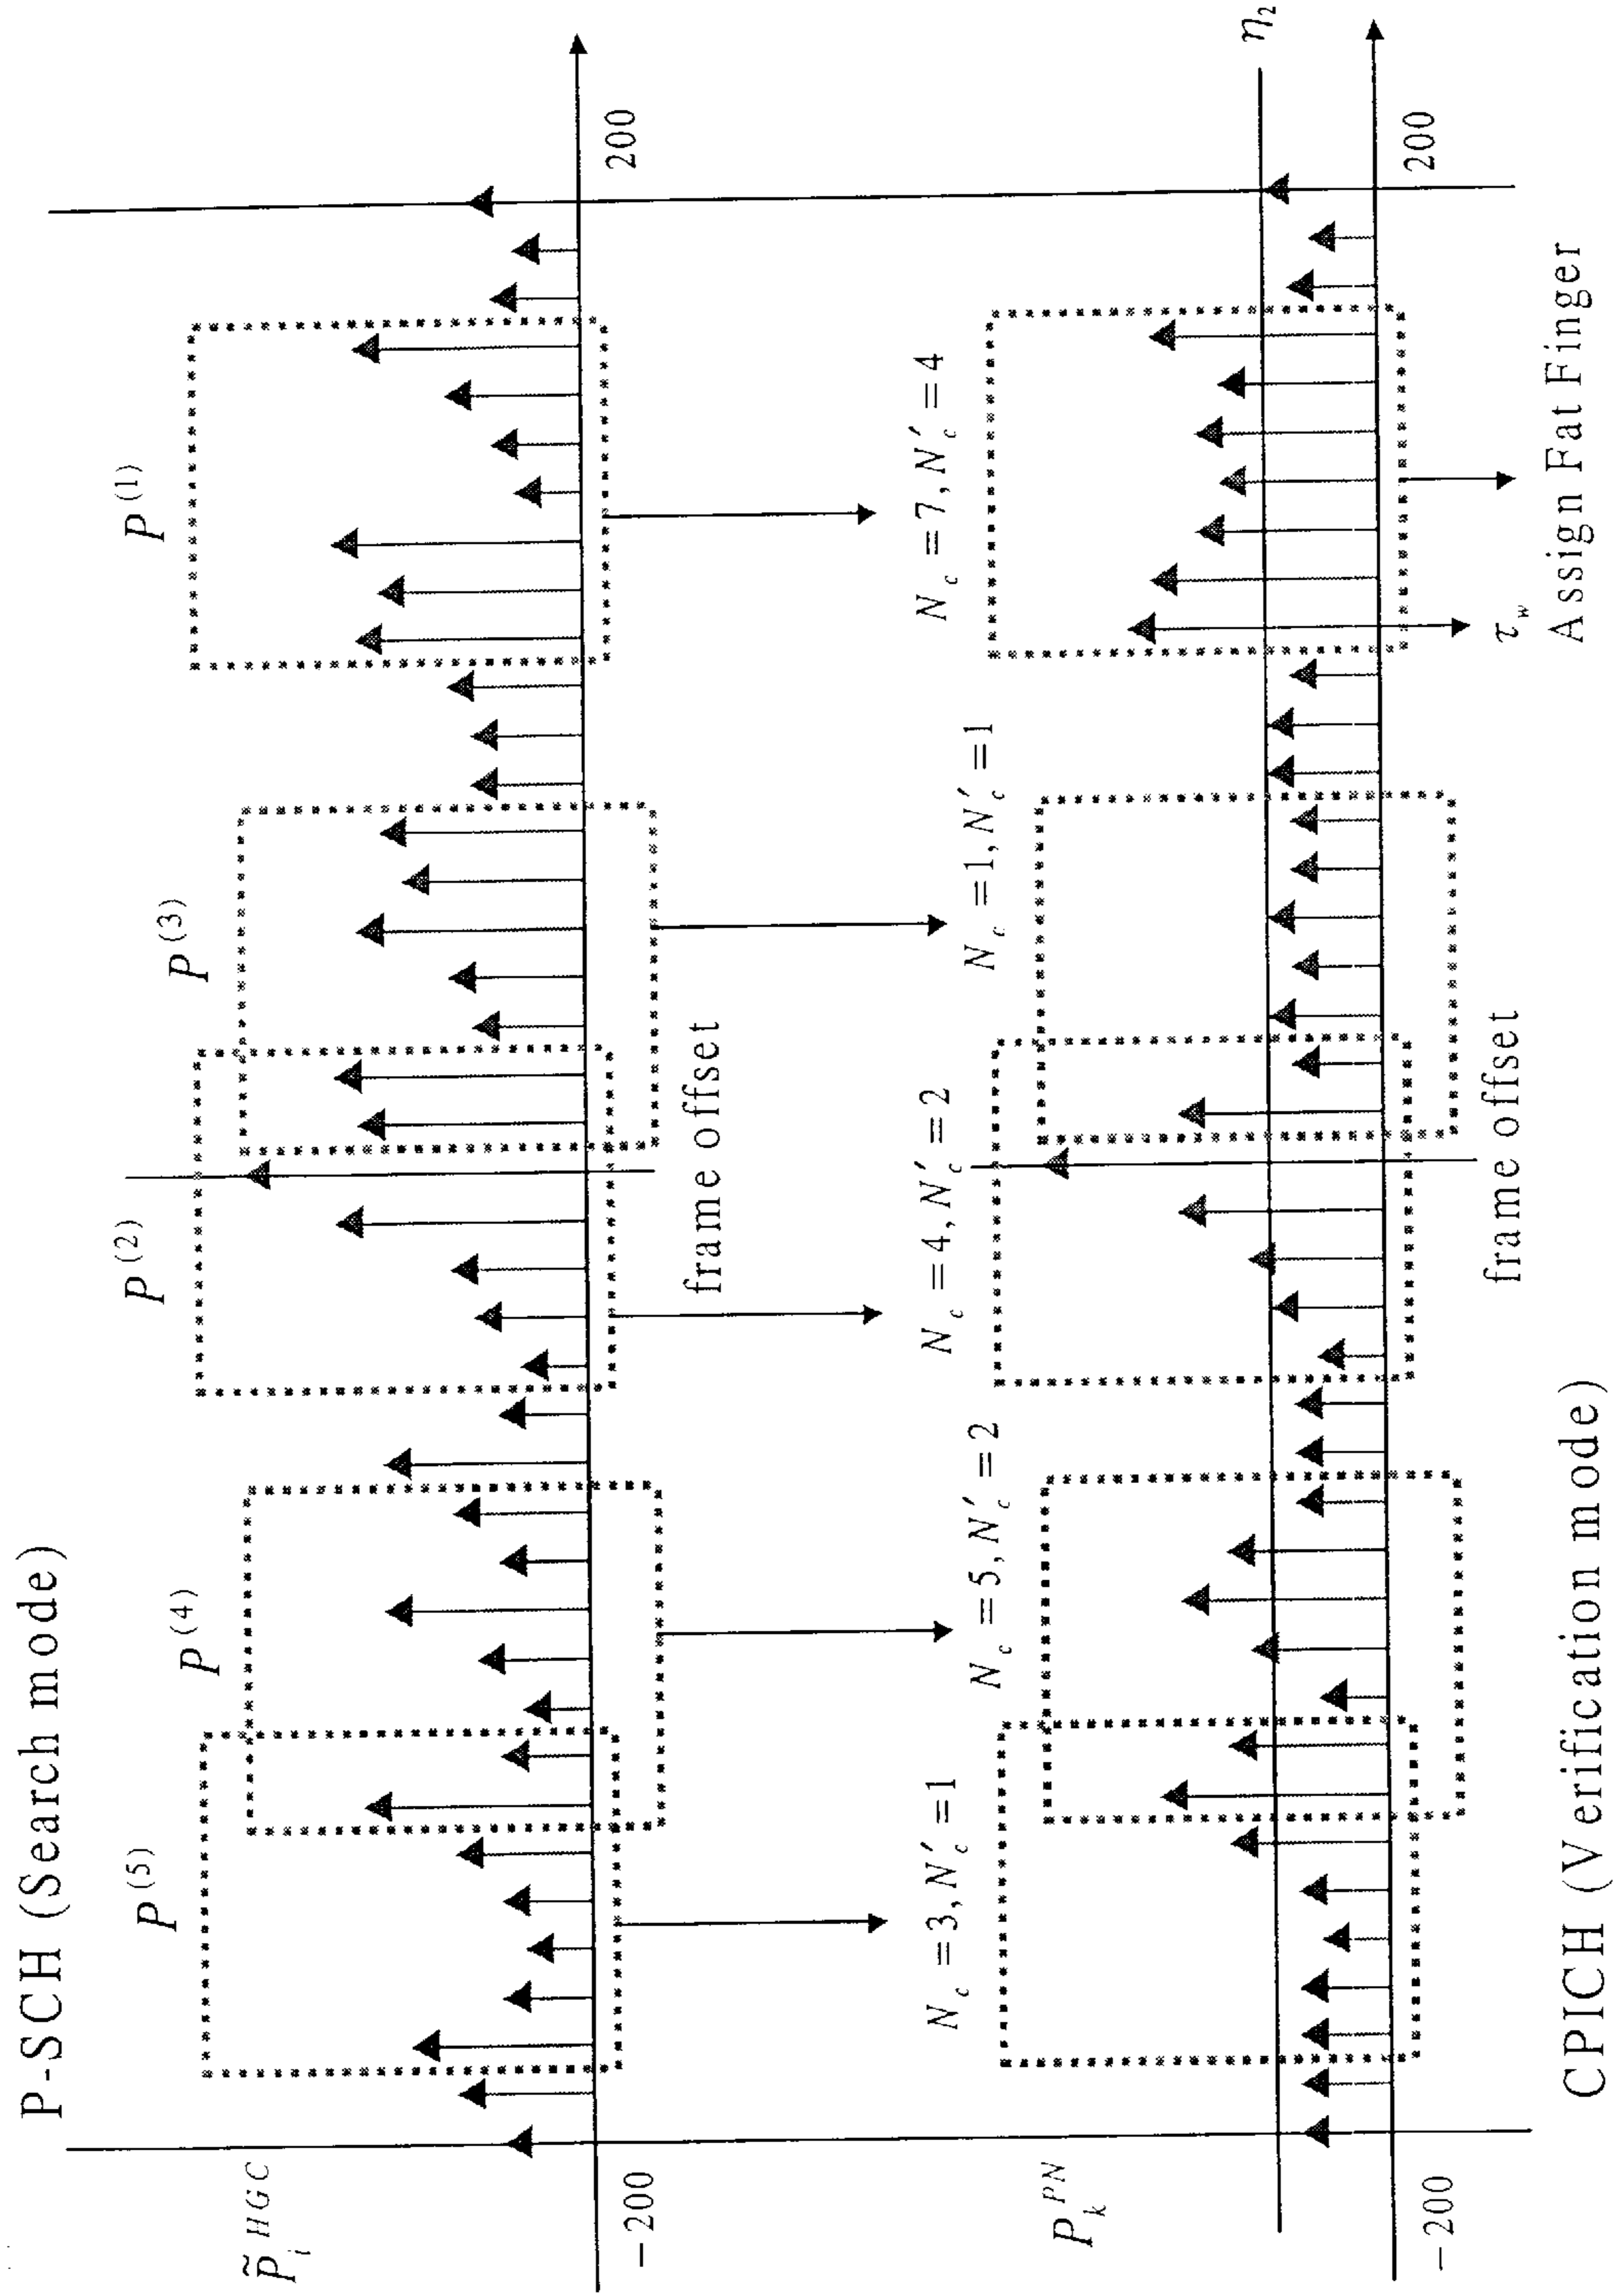 P-SCH (Search mode)
P̃ᵢ^{HGC}
P^{(5)}
P^{(4)}
P^{(2)}
P^{(3)}
P^{(1)}
−200
frame offset
200
N_c = 3, N′_c = 1
N_c = 5, N′_c = 2
N_c = 4, N′_c = 2
N_c = 1, N′_c = 1
N_c = 7, N′_c = 4
P_k^{PN}
η₂
−200
frame offset
τ_w
200
Assign Fat Finger
CPICH (Verification mode)